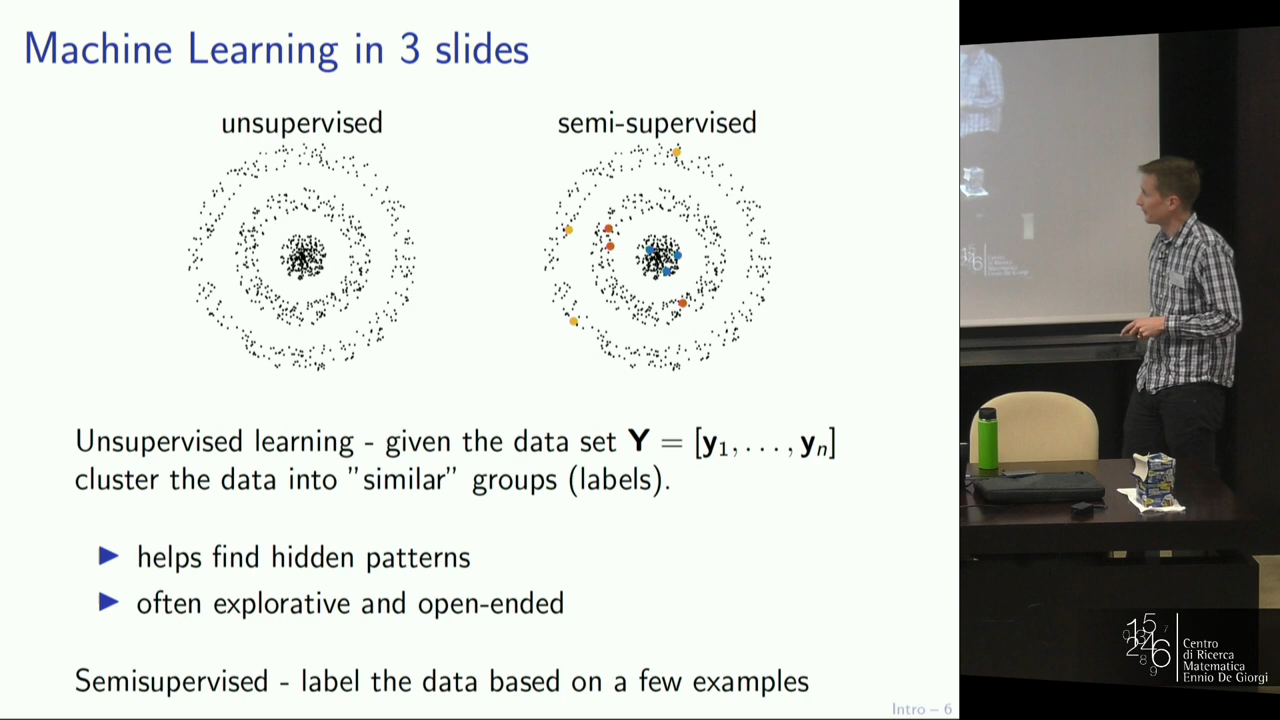 Machine Learning in 3 slides
unsupervised
semi-supervised
Unsupervised learning - given the data set Y = [y1, . . . , yn]
cluster the data into "similar" groups (labels).
▶ helps find hidden patterns
▶ often explorative and open-ended
Semisupervised - label the data based on a few examples
Intro – 6
Centro
di Ricerca
Matematica
Ennio De Giorgi